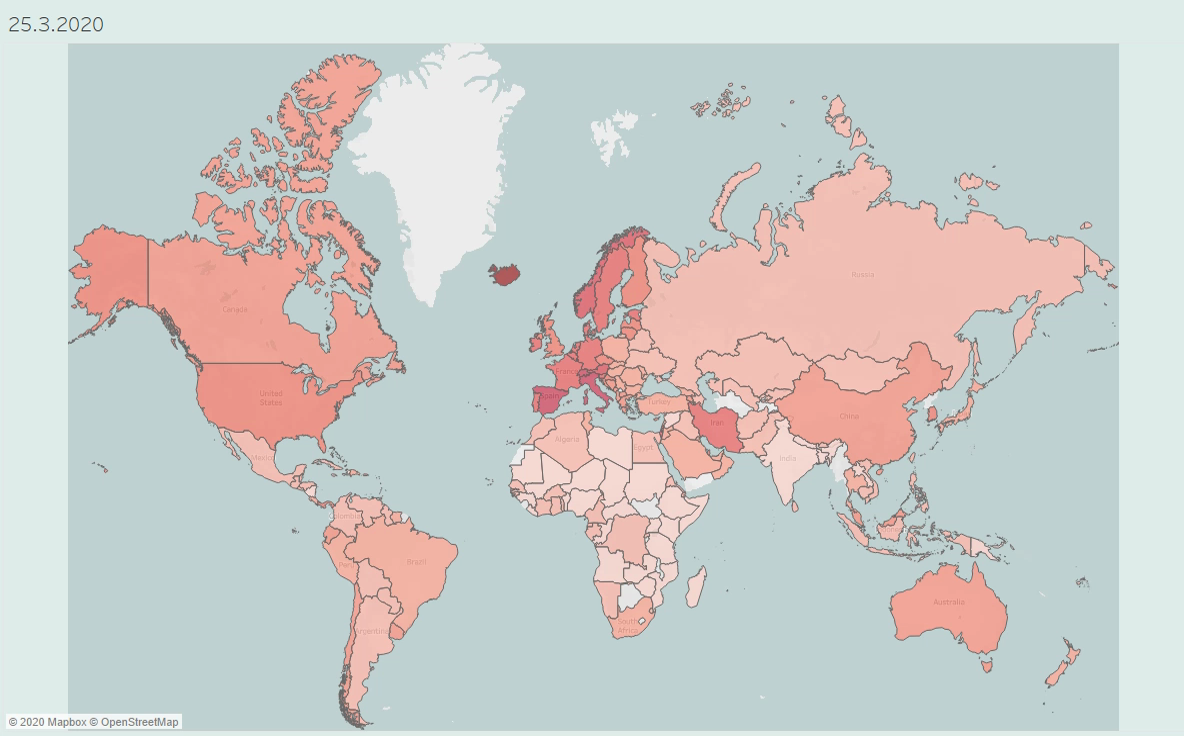 25.3.2020
Russia
Canada
United
States
France
Spain
Turkey
Iran
China
Algeria
Egypt
India
Mexico
Colombia
Brazil
Peru
Argentina
South
Africa
Australia
© 2020 Mapbox © OpenStreetMap